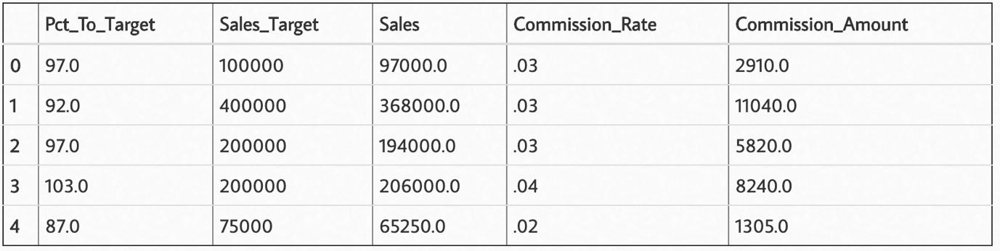 Pct_To_Target Sales_Target Sales Commission_Rate Commission_Amount
0 97.0 100000 97000.0 .03 2910.0
1 92.0 400000 368000.0 .03 11040.0
2 97.0 200000 194000.0 .03 5820.0
3 103.0 200000 206000.0 .04 8240.0
4 87.0 75000 65250.0 .02 1305.0